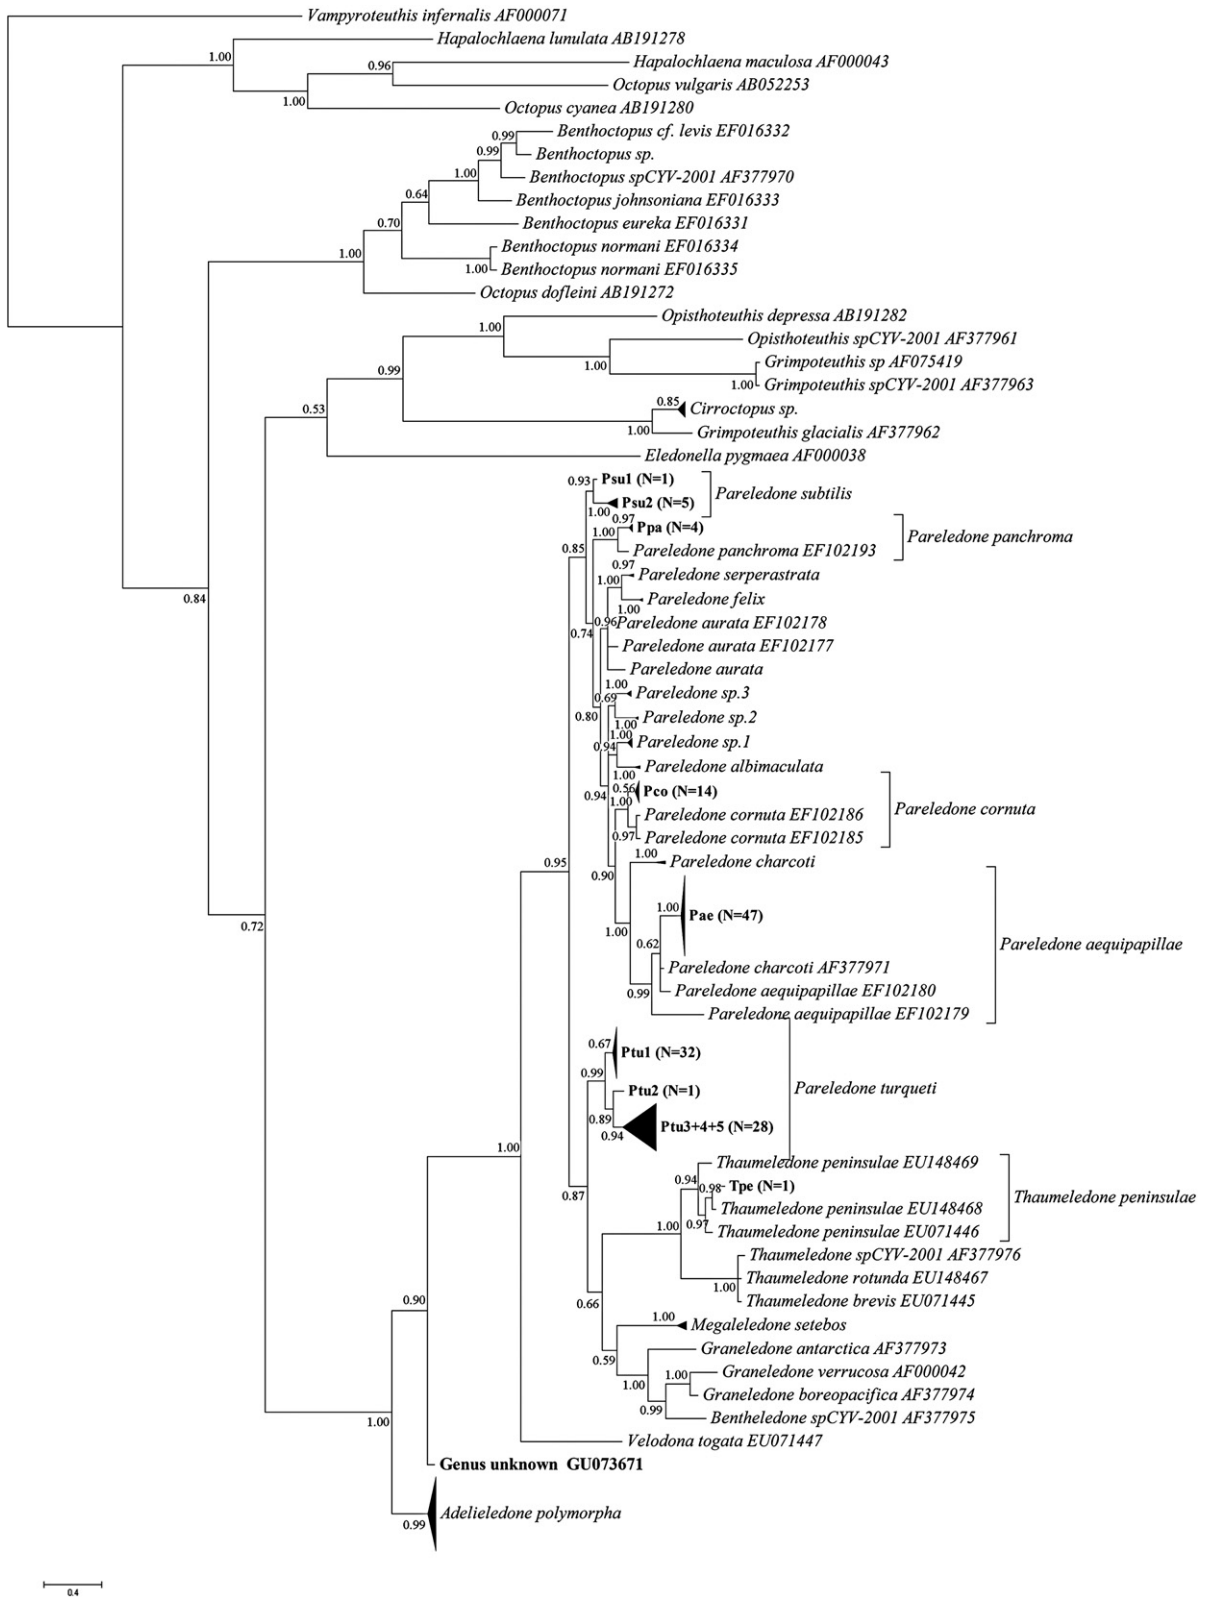 Vampyroteuthis infernalis AF000071
Hapalochlaena lunulata AB191278
1.00
Hapalochlaena maculosa AF000043
0.96
Octopus vulgaris AB052253
1.00
Octopus cyanea AB191280
Benthoctopus cf. levis EF016332
0.99
Benthoctopus sp.
0.99
Benthoctopus spCYV-2001 AF377970
1.00
Benthoctopus johnsoniana EF016333
0.64
Benthoctopus eureka EF016331
0.70
Benthoctopus normani EF016334
1.00
Benthoctopus normani EF016335
1.00
Octopus dofleini AB191272
Opisthoteuthis depressa AB191282
1.00
Opisthoteuthis spCYV-2001 AF377961
1.00
Grimpoteuthis sp AF075419
0.99
Grimpoteuthis spCYV-2001 AF377963
1.00
0.85
Cirroctopus sp.
0.53
Grimpoteuthis glacialis AF377962
1.00
Eledonella pygmaea AF000038
0.93
Psu1 (N=1)
Pareledone subtilis
Psu2 (N=5)
1.00
0.97
Ppa (N=4)
1.00
Pareledone panchroma
0.85
Pareledone panchroma EF102193
0.97
Pareledone serperastrata
1.00
Pareledone felix
1.00
0.84
0.96
Pareledone aurata EF102178
0.74
Pareledone aurata EF102177
Pareledone aurata
1.00
Pareledone sp.3
0.69
0.80
Pareledone sp.2
1.00
1.00
Pareledone sp.1
0.94
Pareledone albimaculata
1.00
0.56
Pco (N=14)
0.94
1.00
Pareledone cornuta
Pareledone cornuta EF102186
0.97
Pareledone cornuta EF102185
1.00
Pareledone charcoti
0.95
0.90
1.00
Pae (N=47)
0.72
1.00
0.62
Pareledone aequipapillae
Pareledone charcoti AF377971
0.99
Pareledone aequipapillae EF102180
Pareledone aequipapillae EF102179
0.67
Ptu1 (N=32)
0.99
Ptu2 (N=1)
Pareledone turqueti
0.89
Ptu3+4+5 (N=28)
0.94
1.00
Thaumeledone peninsulae EU148469
0.94
0.98
Tpe (N=1)
0.87
Thaumeledone peninsulae
Thaumeledone peninsulae EU148468
1.00
0.97
Thaumeledone peninsulae EU071446
Thaumeledone spCYV-2001 AF377976
Thaumeledone rotunda EU148467
1.00
0.90
0.66
Thaumeledone brevis EU071445
1.00
Megaleledone setebos
Graneledone antarctica AF377973
0.59
Graneledone verrucosa AF000042
1.00
1.00
Graneledone boreopacifica AF377974
0.99
Bentheledone spCYV-2001 AF377975
1.00
Velodona togata EU071447
Genus unknown GU073671
Adelieledone polymorpha
0.99
0.4